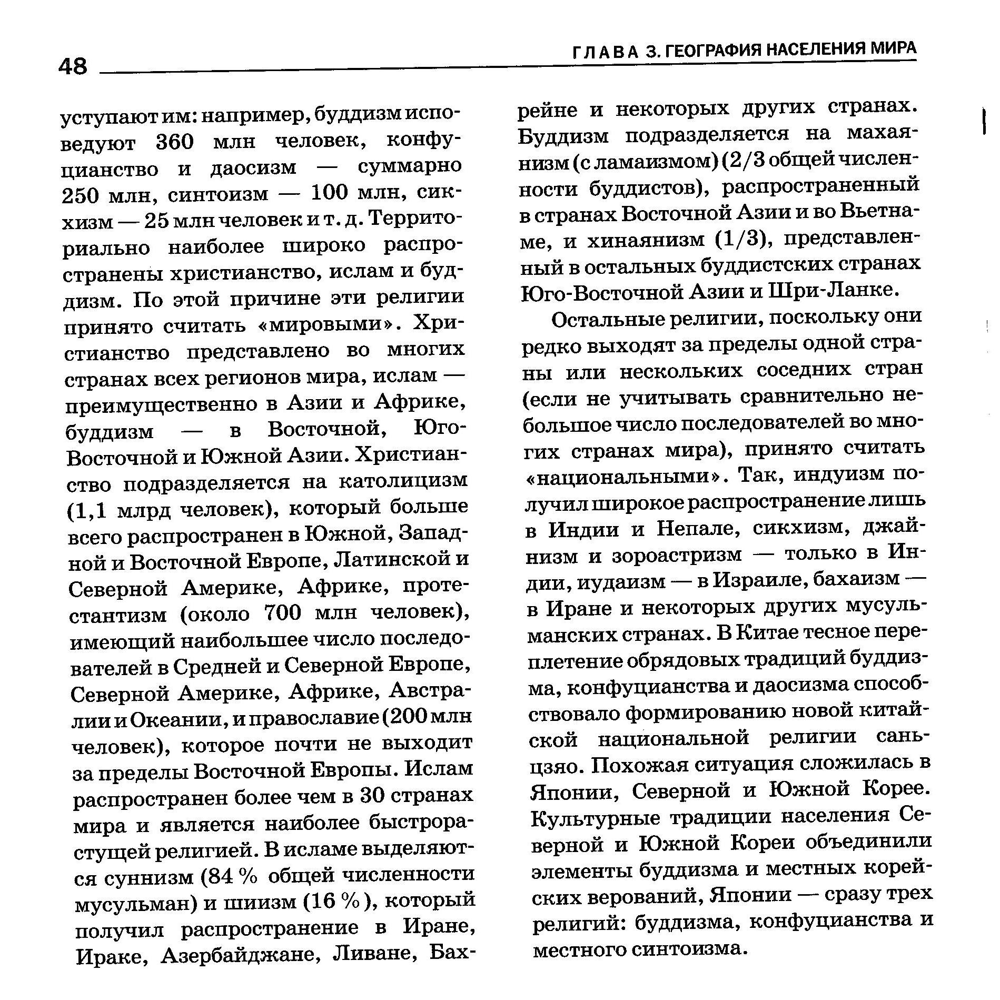 48
ГЛАВА 3. ГЕОГРАФИЯ НАСЕЛЕНИЯ МИРА
уступают им: например, буддизм испо-
ведуют 360 млн человек, конфу-
цианство и даосизм — суммарно
250 млн, синтоизм — 100 млн, сик-
хизм — 25 млн человек и т. д. Террито-
риально наиболее широко распро-
странены христианство, ислам и буд-
дизм. По этой причине эти религии
принято считать «мировыми». Хри-
стианство представлено во многих
странах всех регионов мира, ислам —
преимущественно в Азии и Африке,
буддизм — в Восточной, Юго-
Восточной и Южной Азии. Христиан-
ство подразделяется на католицизм
(1,1 млрд человек), который больше
всего распространен в Южной, Запад-
ной и Восточной Европе, Латинской и
Северной Америке, Африке, проте-
стантизм (около 700 млн человек),
имеющий наибольшее число последо-
вателей в Средней и Северной Европе,
Северной Америке, Африке, Австра-
лии и Океании, и православие (200 млн
человек), которое почти не выходит
за пределы Восточной Европы. Ислам
распространен более чем в 30 странах
мира и является наиболее быстрора-
стущей религией. В исламе выделяют-
ся суннизм (84 % общей численности
мусульман) и шиизм (16 %), который
получил распространение в Иране,
Ираке, Азербайджане, Ливане, Бах-
рейне и некоторых других странах.
Буддизм подразделяется на махая-
низм (с ламаизмом) (2/3 общей числен-
ности буддистов), распространенный
в странах Восточной Азии и во Вьетна-
ме, и хинаянизм (1/3), представлен-
ный в остальных буддистских странах
Юго-Восточной Азии и Шри-Ланке.
Остальные религии, поскольку они
редко выходят за пределы одной стра-
ны или нескольких соседних стран
(если не учитывать сравнительно не-
большое число последователей во мно-
гих странах мира), принято считать
«национальными». Так, индуизм по-
лучил широкое распространение лишь
в Индии и Непале, сикхизм, джай-
низм и зороастризм — только в Ин-
дии, иудаизм — в Израиле, бахаизм —
в Иране и некоторых других мусуль-
манских странах. В Китае тесное пере-
плетение обрядовых традиций буддиз-
ма, конфуцианства и даосизма способ-
ствовало формированию новой китай-
ской национальной религии сань-
цзяо. Похожая ситуация сложилась в
Японии, Северной и Южной Корее.
Культурные традиции населения Се-
верной и Южной Кореи объединили
элементы буддизма и местных корей-
ских верований, Японии — сразу трех
религий: буддизма, конфуцианства и
местного синтоизма.